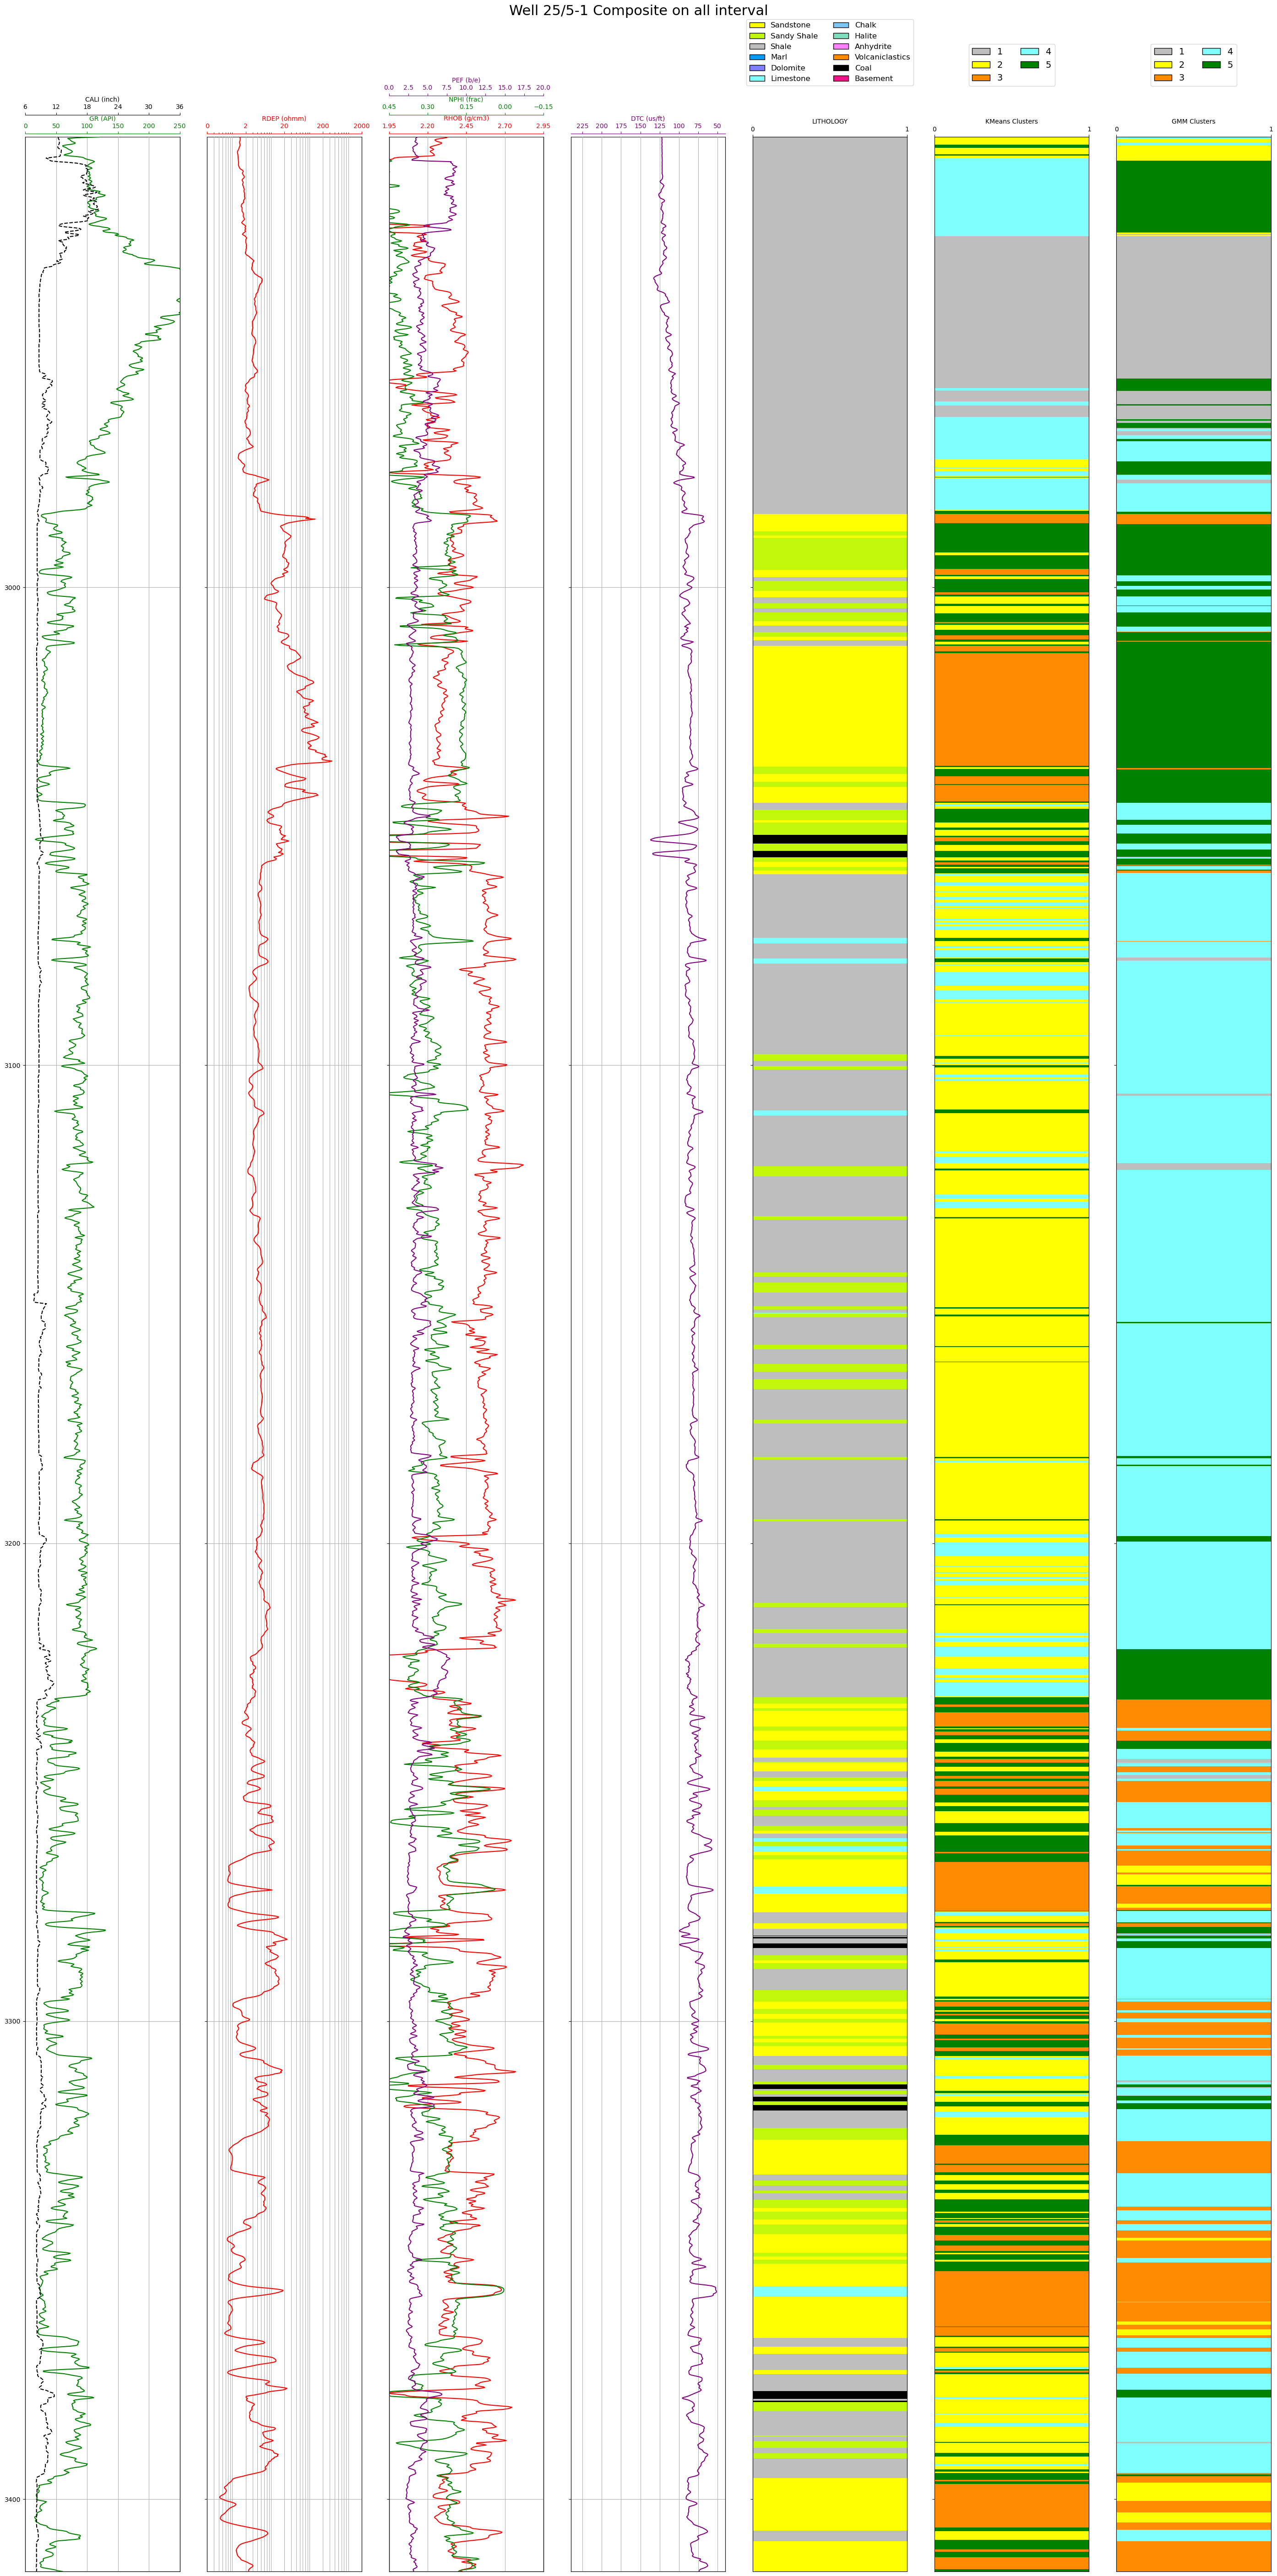 Well 25/5-1 Composite on all interval
Sandstone Chalk
Sandy Shale Halite
Shale Anhydrite
Marl Volcaniclastics
Dolomite Coal
Limestone Basement
1 4
2 5
3
1 4
2 5
3
PEF (b/e)
0.0 2.5 5.0 7.5 10.0 12.5 15.0 17.5 20.0
CALI (inch)
6 12 18 24 30 36
NPHI (frac)
0.45 0.30 0.15 0.00 −0.15
GR (API)
0 50 100 150 200 250
RDEP (ohmm)
0 2 20 200 2000
RHOB (g/cm3)
1.95 2.20 2.45 2.70 2.95
DTC (us/ft)
225 200 175 150 125 100 75 50
LITHOLOGY
0 1
KMeans Clusters
0 1
GMM Clusters
0 1
3000
3100
3200
3300
3400